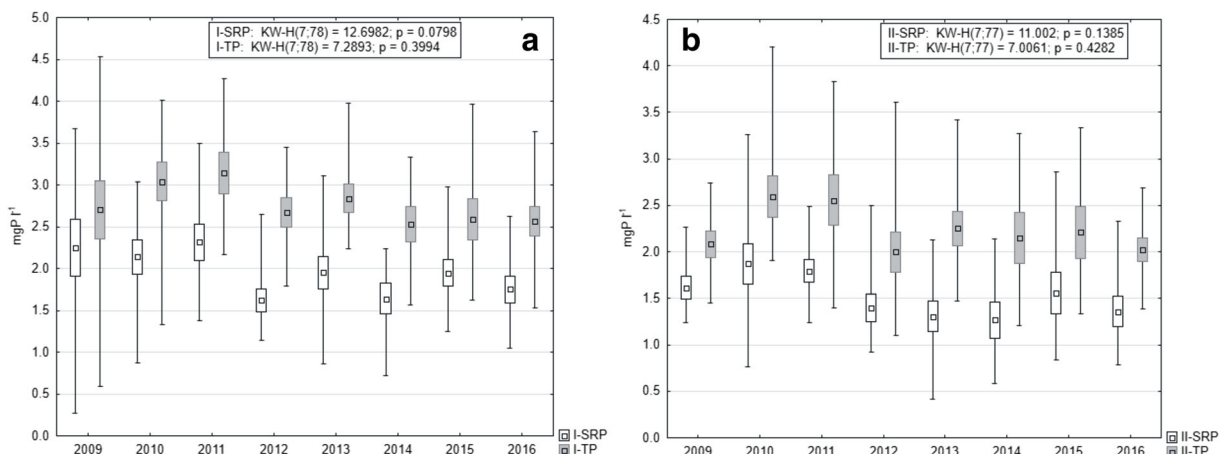 I-SRP: KW-H(7;78) = 12.6982; p = 0.0798
I-TP: KW-H(7;78) = 7.2893; p = 0.3994
a
mgP l⁻¹
5.0
4.5
4.0
3.5
3.0
2.5
2.0
1.5
1.0
0.5
0.0
2009 2010 2011 2012 2013 2014 2015 2016
I-SRP
I-TP
b
II-SRP: KW-H(7;77) = 11.002; p = 0.1385
II-TP: KW-H(7;77) = 7.0061; p = 0.4282
mgP l⁻¹
4.5
4.0
3.5
3.0
2.5
2.0
1.5
1.0
0.5
0.0
2009 2010 2011 2012 2013 2014 2015 2016
II-SRP
II-TP